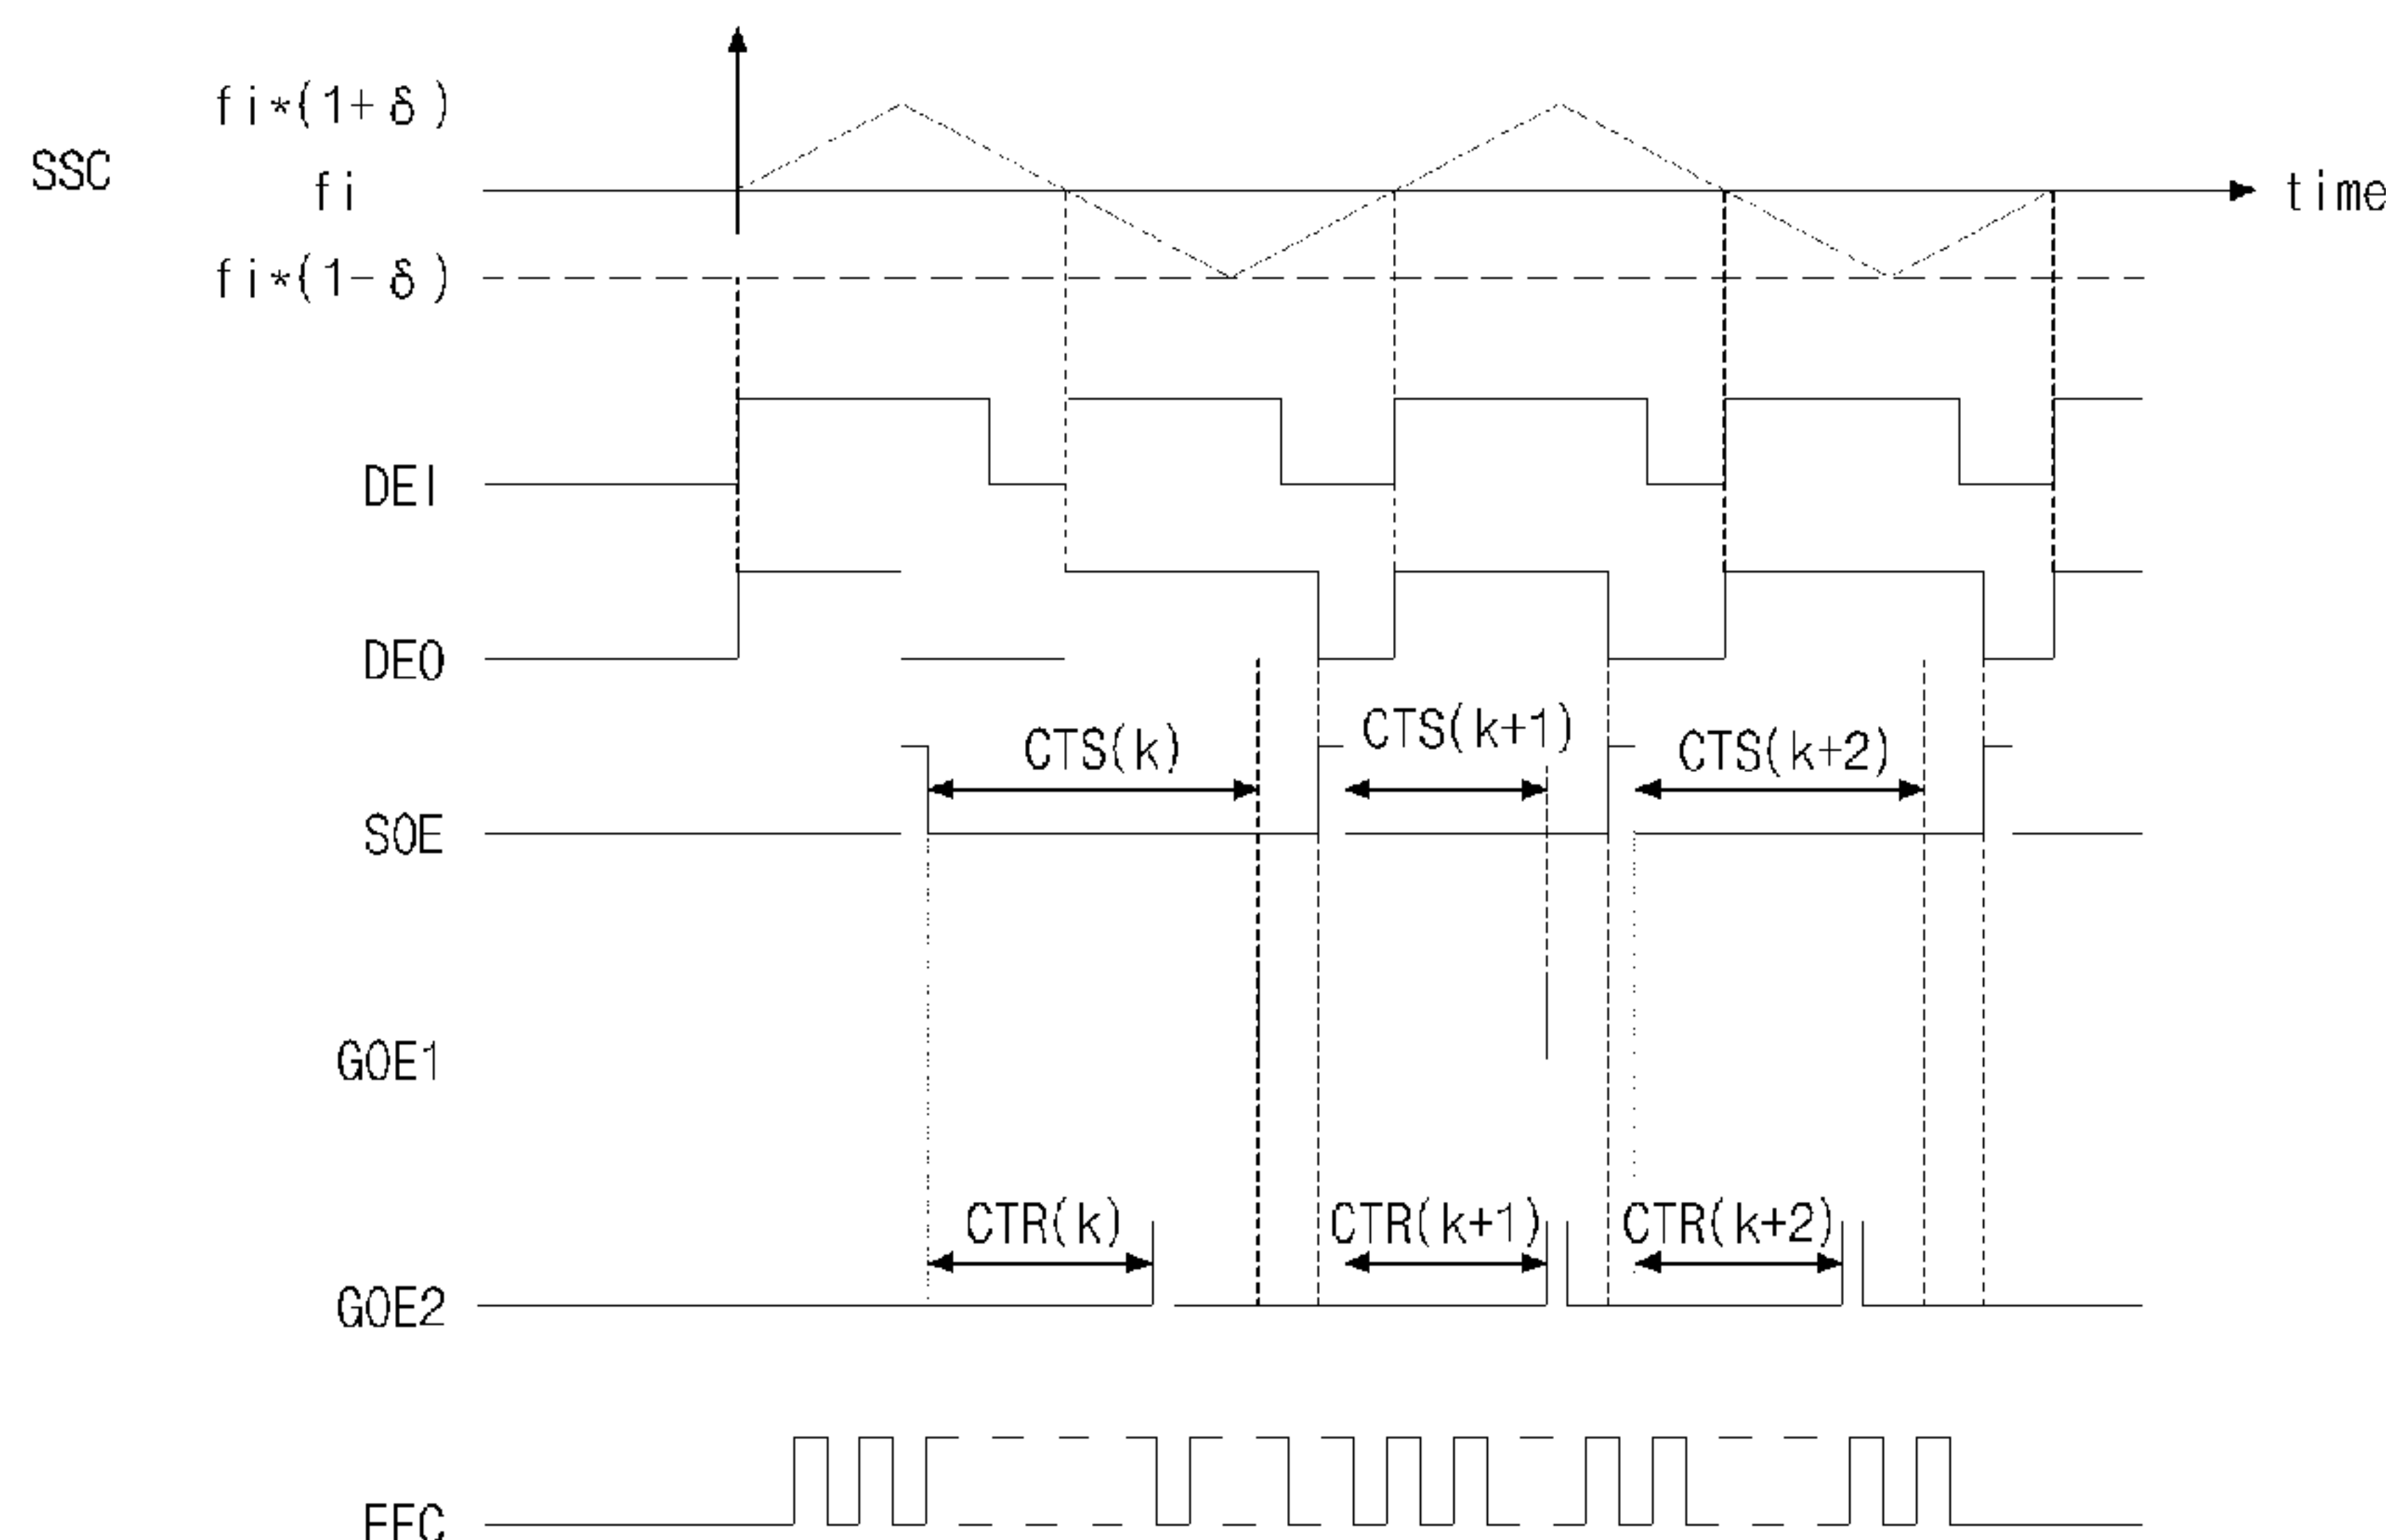 fi*(1+δ)
SSC
fi
time
fi*(1-δ)
DEI
DEO
CTS(k)
CTS(k+1)
CTS(k+2)
SOE
GOE1
CTR(k)
CTR(k+1)
CTR(k+2)
GOE2